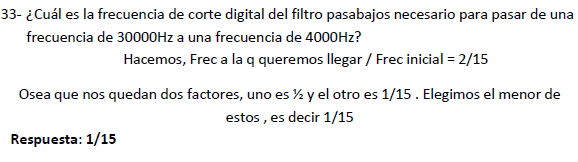 33- ¿Cuál es la frecuencia de corte digital del filtro pasabajos necesario para pasar de una
frecuencia de 30000Hz a una frecuencia de 4000Hz?
Hacemos, Frec a la q queremos llegar / Frec inicial = 2/15
Osea que nos quedan dos factores, uno es ½ y el otro es 1/15 . Elegimos el menor de
estos , es decir 1/15
Respuesta: 1/15